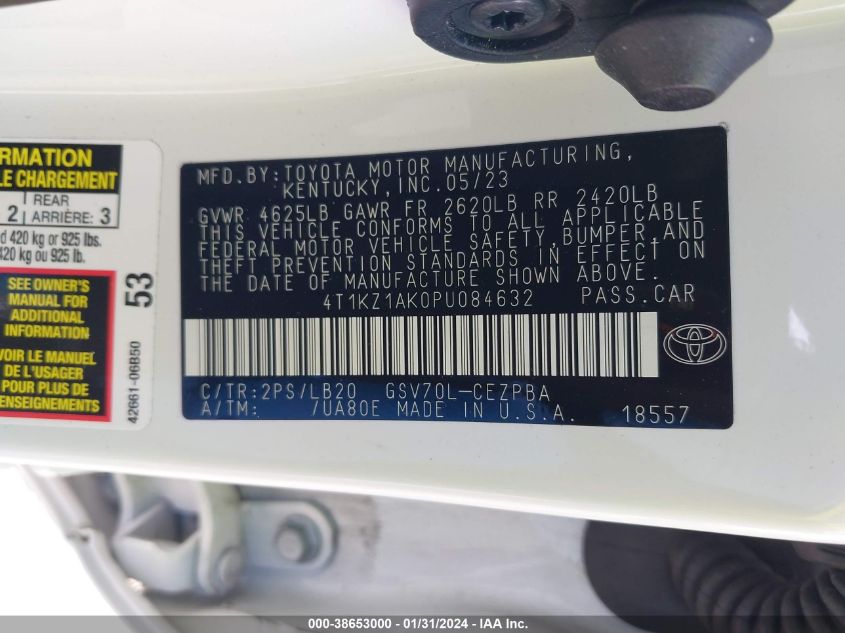 RMATION
LE CHARGEMENT
2 REAR ARRIÈRE: 3
d 420 kg or 925 lbs.
420 kg ou 925 lb.
SEE OWNER'S
MANUAL FOR
ADDITIONAL
INFORMATION
VOIR LE MANUEL
DE L'USAGER
POUR PLUS DE
RENSEIGNEMENTS
53
42661-06B50
MFD.BY:TOYOTA MOTOR MANUFACTURING,
KENTUCKY,INC.05/23
GVWR 4625LB GAWR FR 2620LB RR 2420LB
THIS VEHICLE CONFORMS TO ALL APPLICABLE
FEDERAL MOTOR VEHICLE SAFETY,BUMPER,AND
THEFT PREVENTION STANDARDS IN EFFECT ON
THE DATE OF MANUFACTURE SHOWN ABOVE.
4T1KZ1AK0PU084632 PASS.CAR
C/TR:2PS/LB20 GSV70L-CEZPBA
A/TM: /UA80E MADE IN U.S.A. 18557
000-38653000 - 01/31/2024 - IAA Inc.